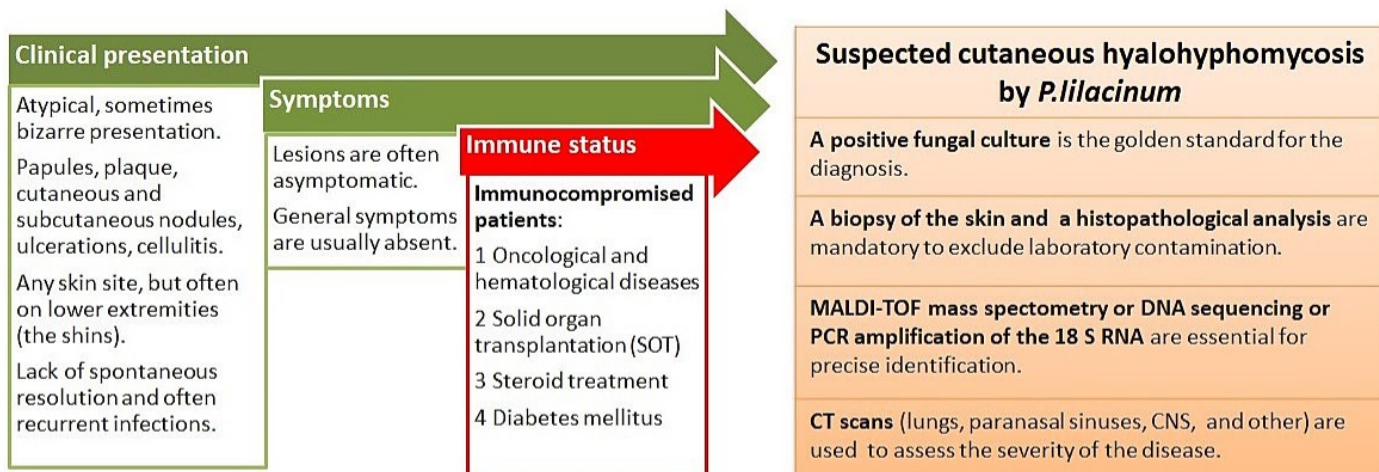 Clinical presentation
Atypical, sometimes
bizarre presentation.
Papules, plaque,
cutaneous and
subcutaneous nodules,
ulcerations, cellulitis.
Any skin site, but often
on lower extremities
(the shins).
Lack of spontaneous
resolution and often
recurrent infections.
Symptoms
Lesions are often
asymptomatic.
General symptoms
are usually absent.
Immune status
Immunocompromised
patients:
1 Oncological and
hematological diseases
2 Solid organ
transplantation (SOT)
3 Steroid treatment
4 Diabetes mellitus
Suspected cutaneous hyalohyphomycosis
by P.lilacinum
A positive fungal culture is the golden standard for the
diagnosis.
A biopsy of the skin and a histopathological analysis are
mandatory to exclude laboratory contamination.
MALDI-TOF mass spectometry or DNA sequencing or
PCR amplification of the 18 S RNA are essential for
precise identification.
CT scans (lungs, paranasal sinuses, CNS, and other) are
used to assess the severity of the disease.